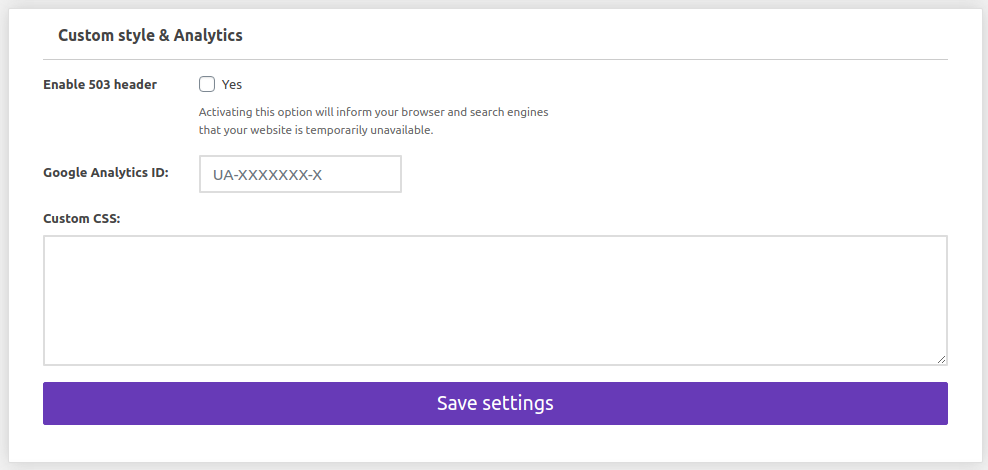 Custom style & Analytics
Enable 503 header
Yes
Activating this option will inform your browser and search engines
that your website is temporarily unavailable.
Google Analytics ID:
UA-XXXXXXX-X
Custom CSS:
Save settings